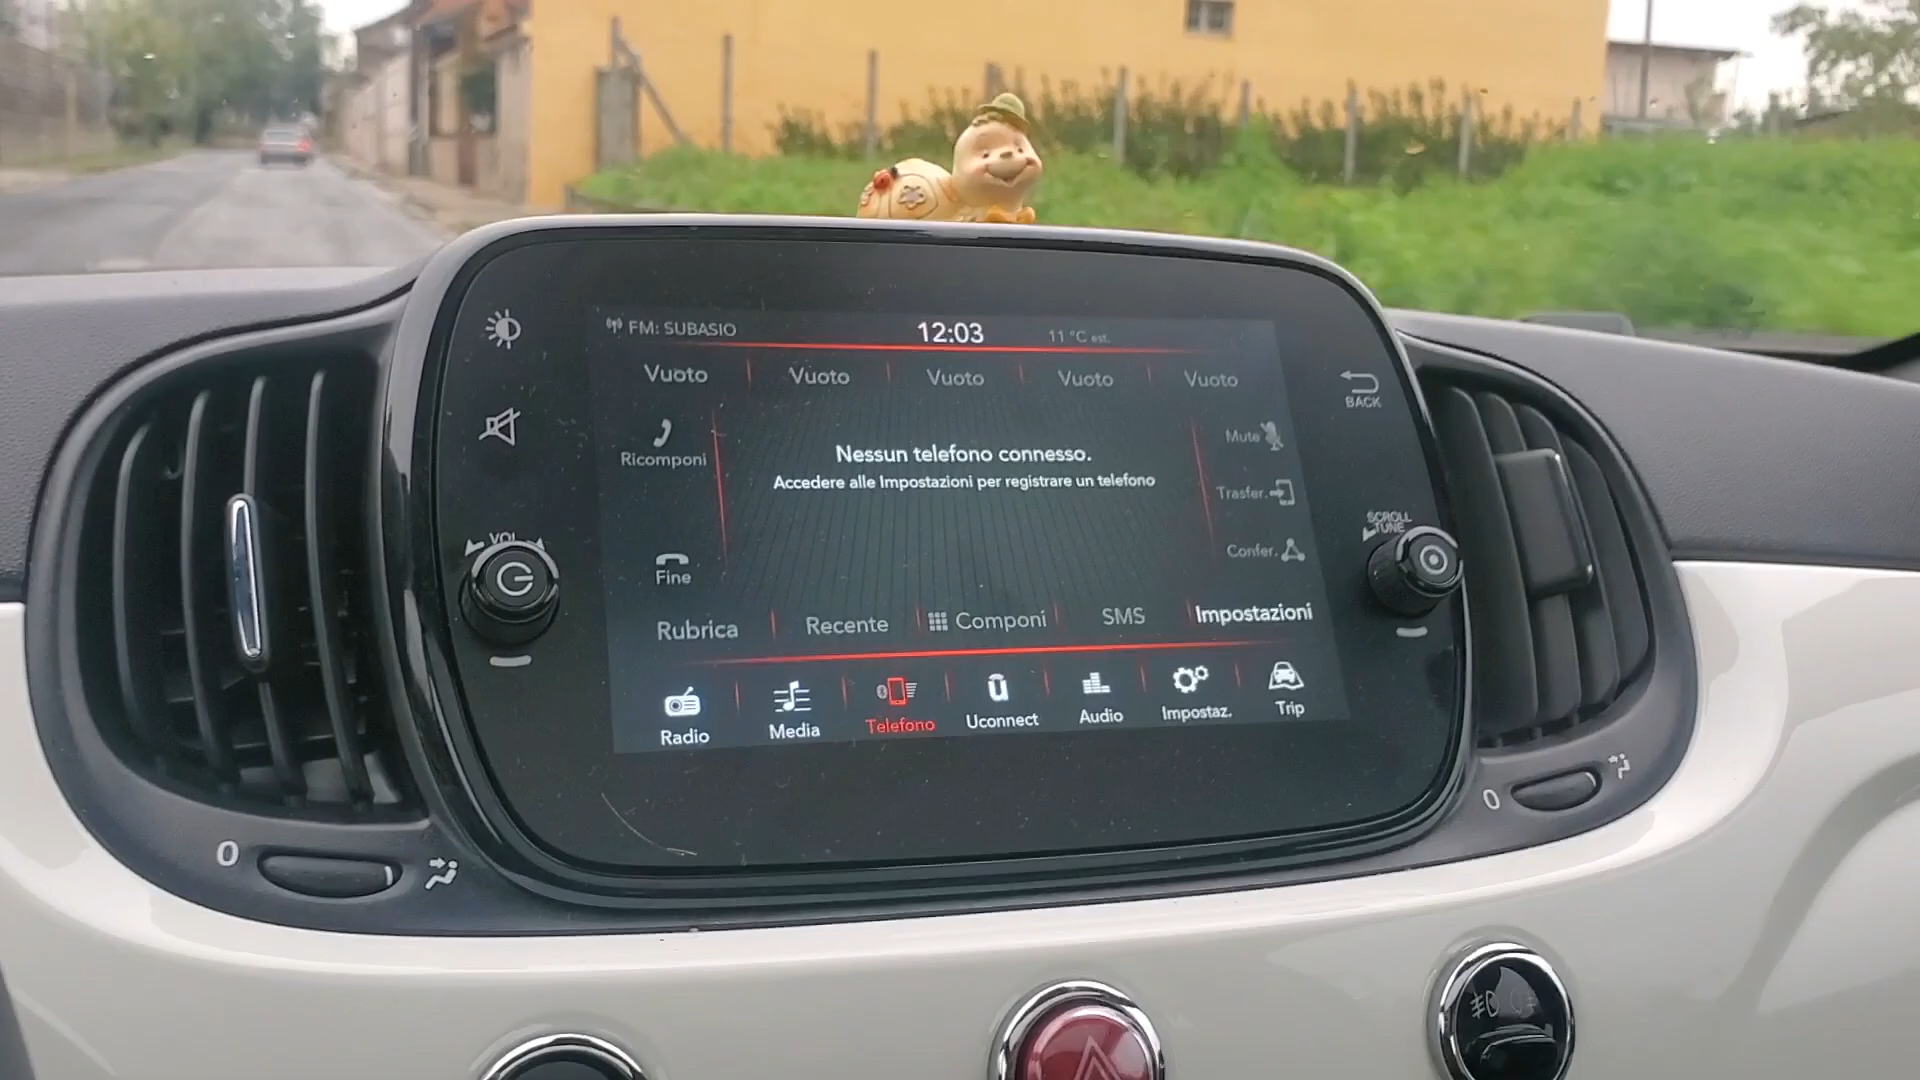 FM: SUBASIO 12:03 11 °C est.
Vuoto Vuoto Vuoto Vuoto Vuoto
BACK
Ricomponi
Nessun telefono connesso.
Accedere alle Impostazioni per registrare un telefono
Mute
Trasfer.
Confer.
VOL
SCROLL
TUNE
Fine
Rubrica Recente Componi SMS Impostazioni
Radio Media Telefono Uconnect Audio Impostaz. Trip
0
0